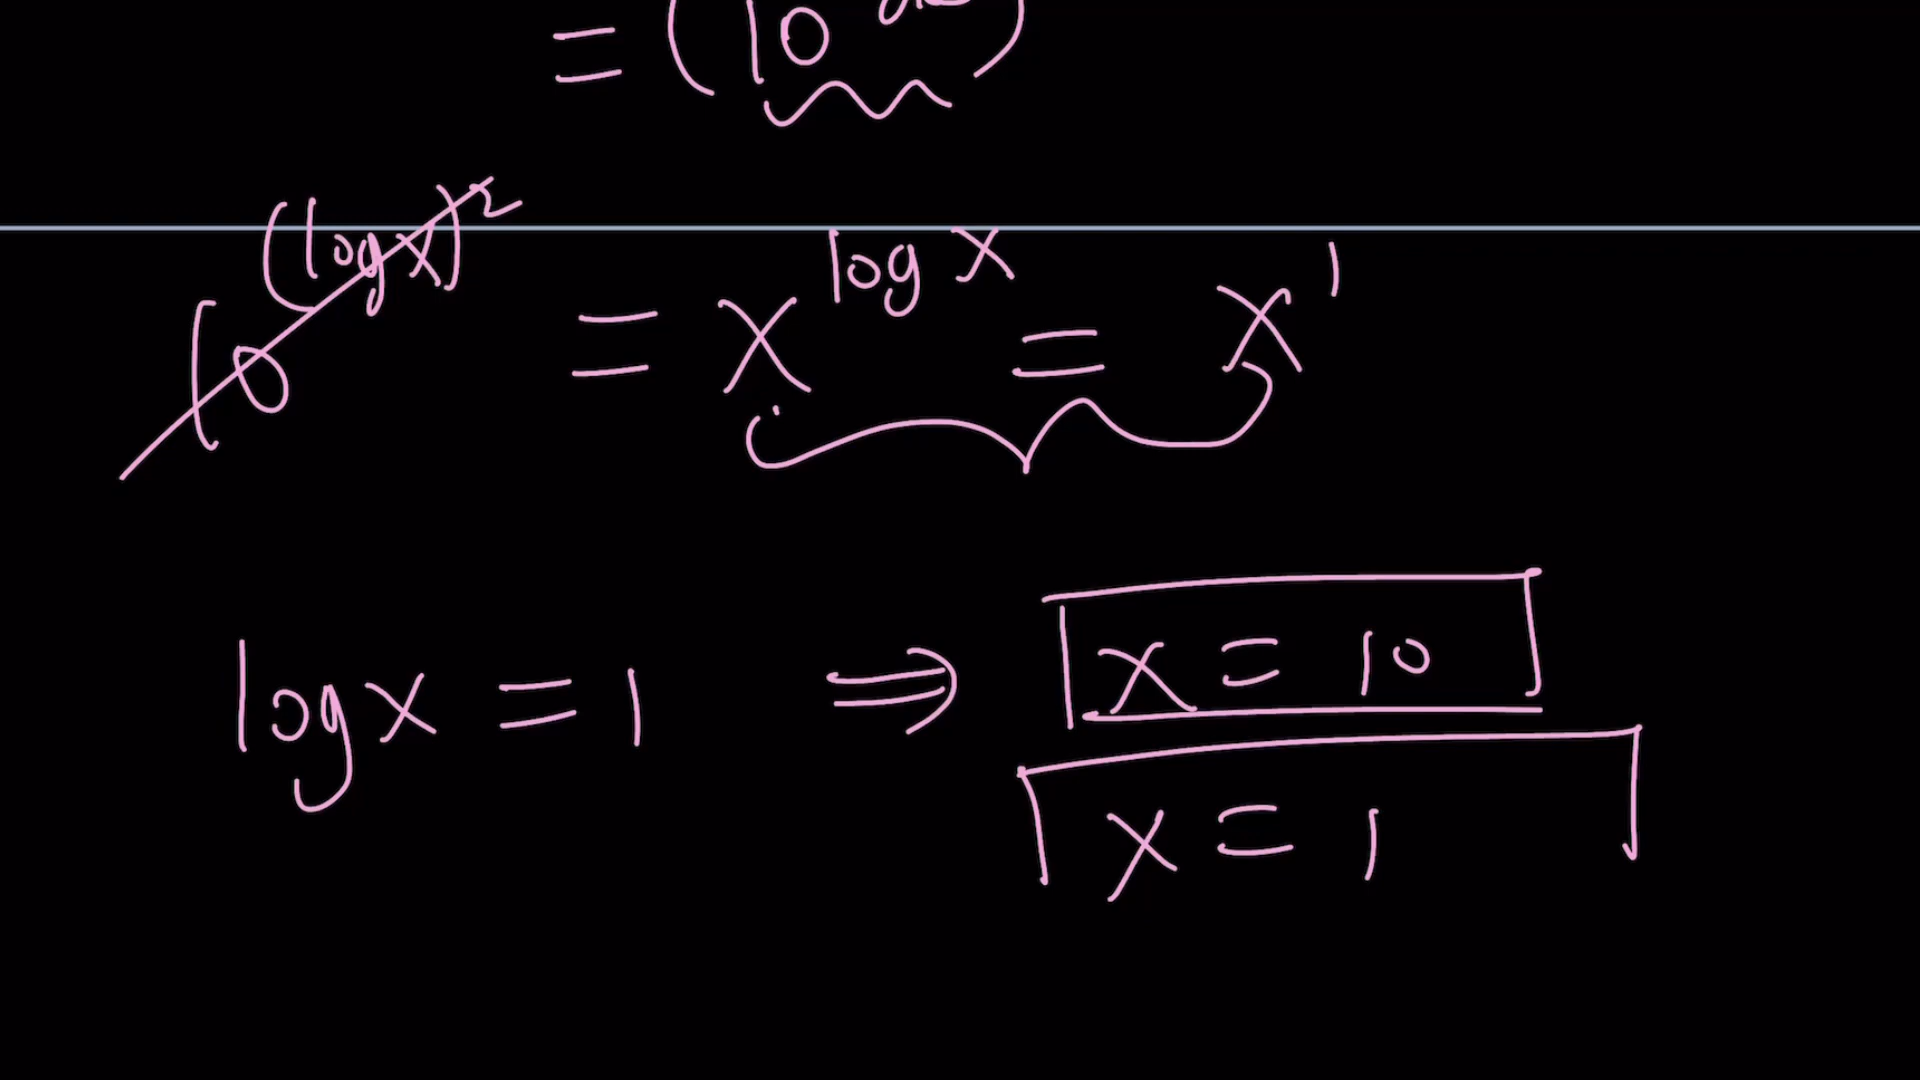 = (10 )
10^(log x)^2 = x^log x = x^1
log x = 1 ⇒ x = 10
x = 1